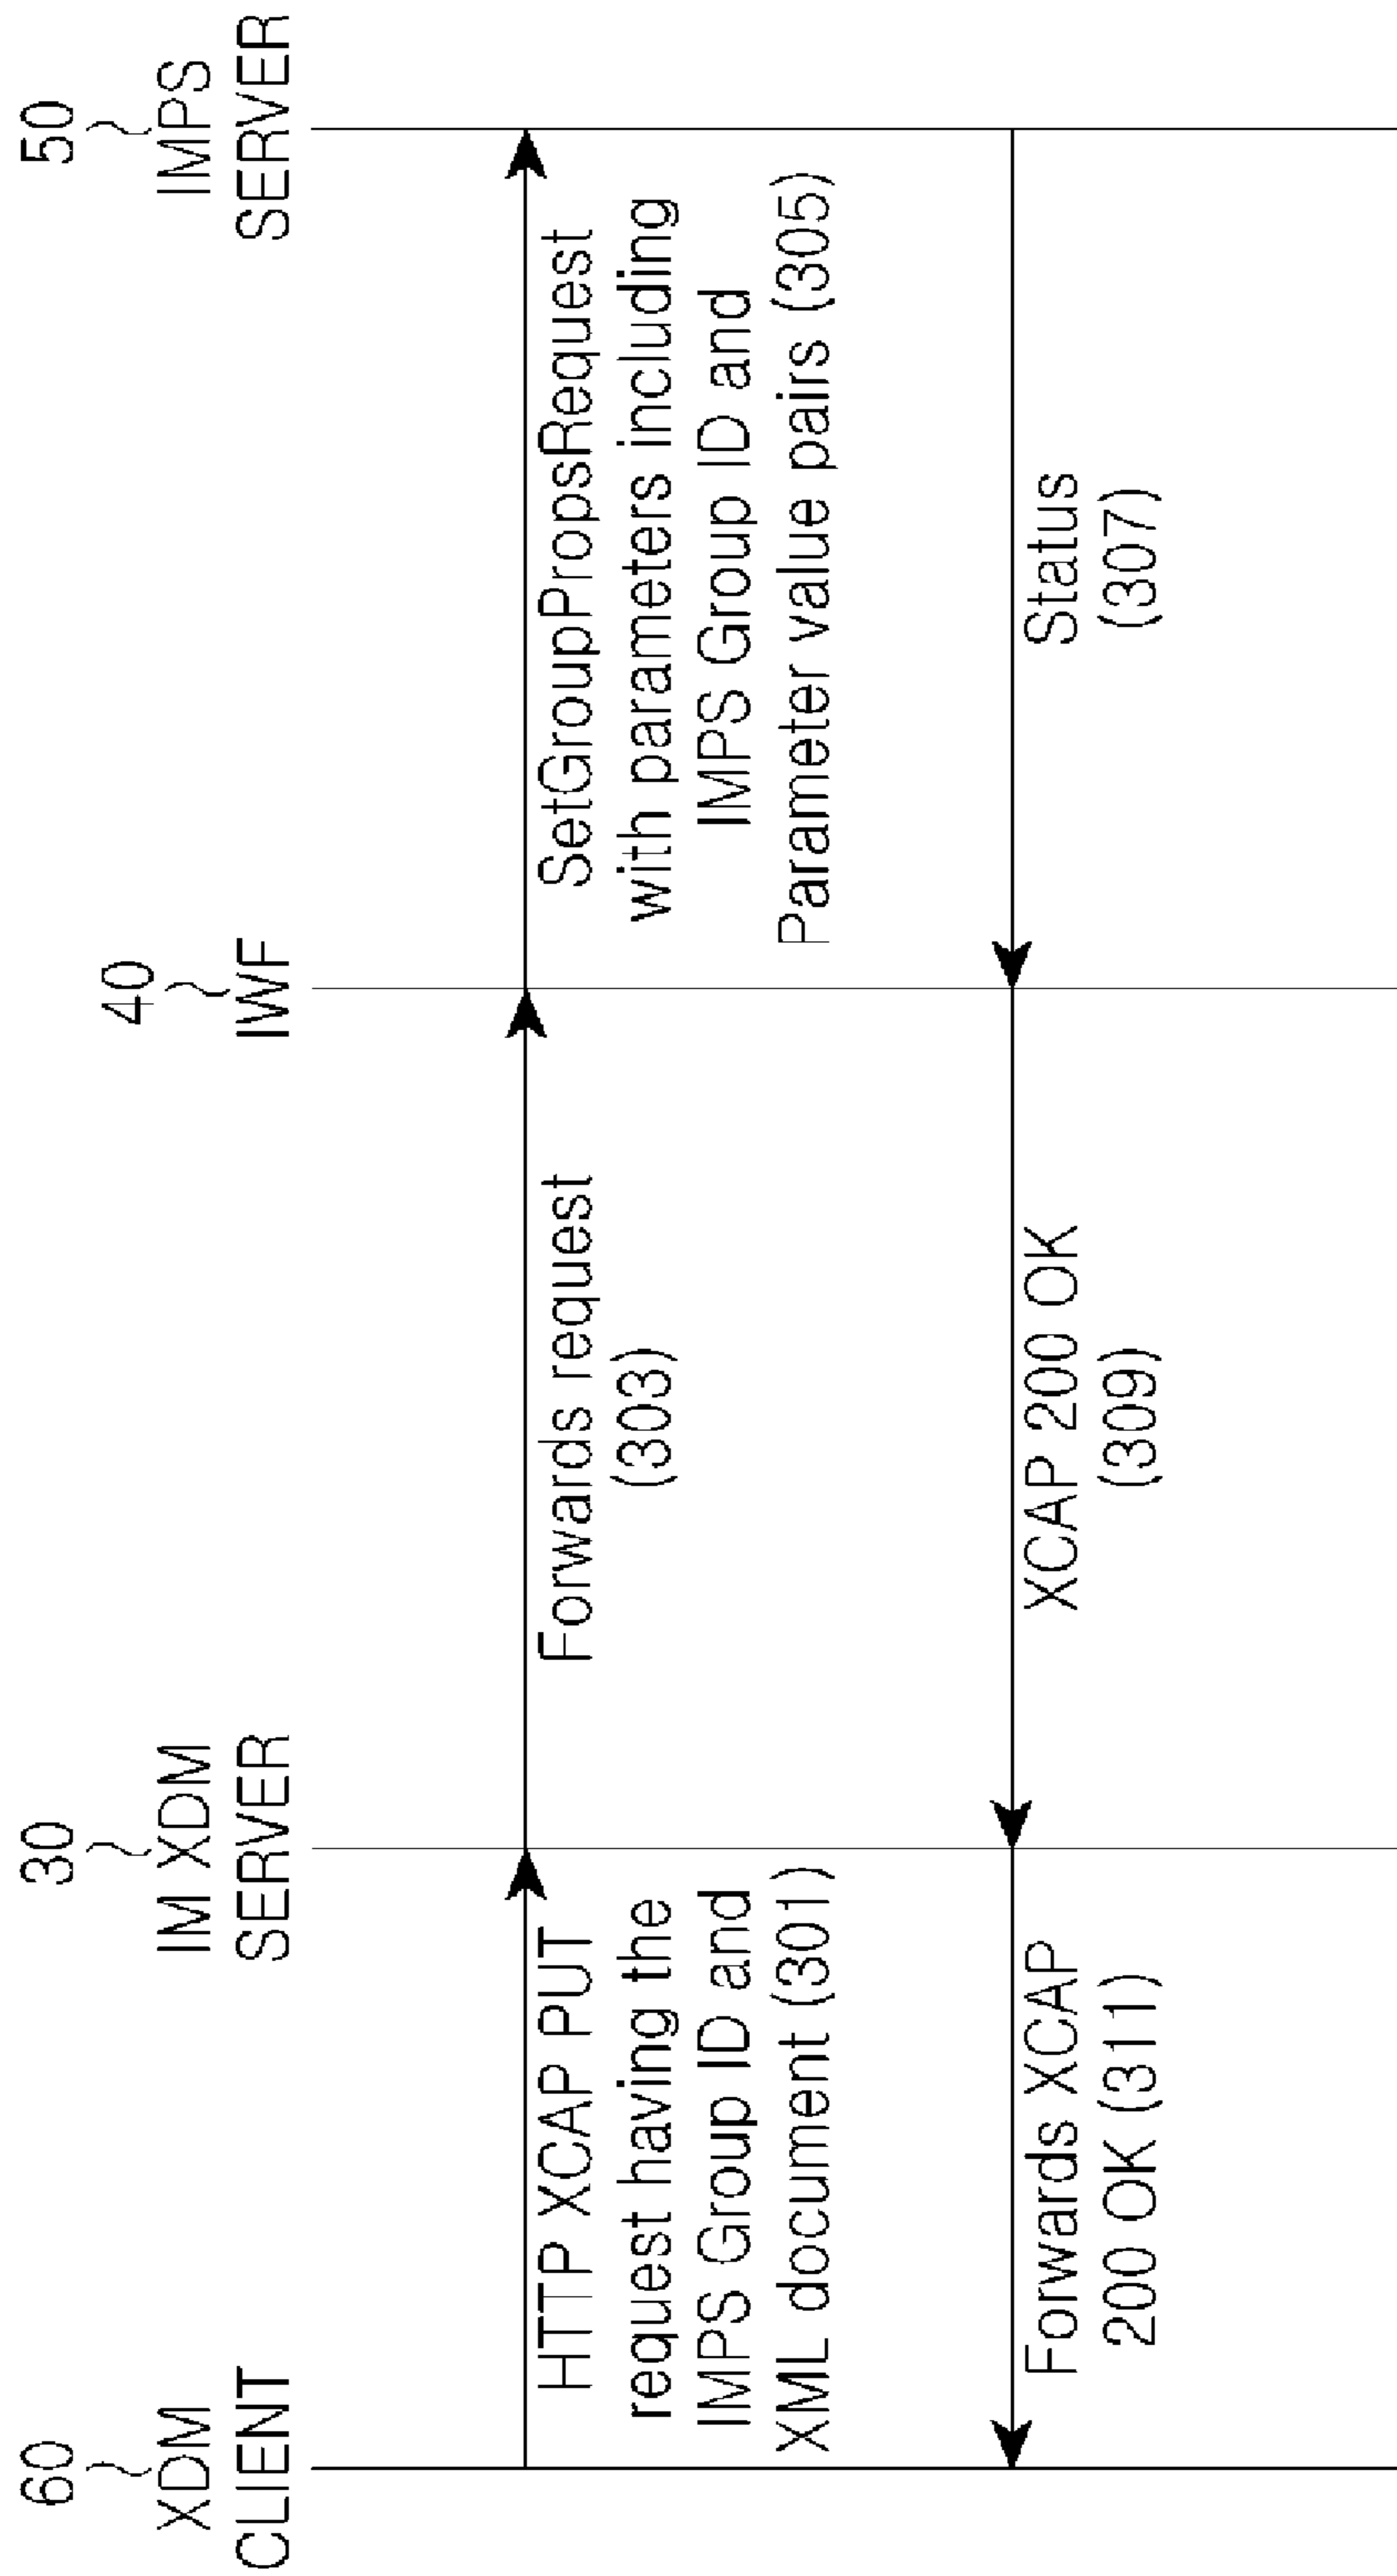 60
XDM
CLIENT
30
IM XDM
SERVER
40
IWF
50
IMPS
SERVER
HTTP XCAP PUT
request having the
IMPS Group ID and
XML document (301)
Forwards request
(303)
SetGroupPropsRequest
with parameters including
IMPS Group ID and
Parameter value pairs (305)
Forwards XCAP
200 OK (311)
XCAP 200 OK
(309)
Status
(307)